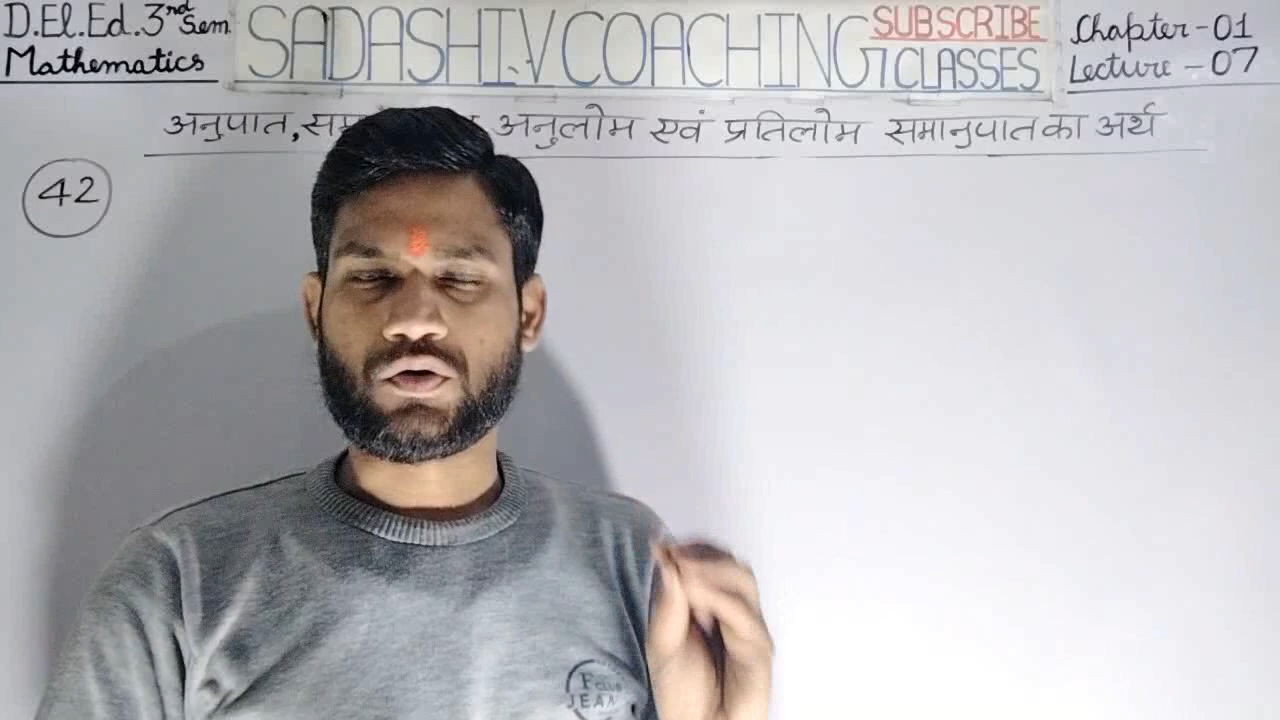 D.El.Ed. 3rd Sem.
Mathematics
SADASHIV COACHING CLASSES
SUBSCRIBE
Chapter-01
Lecture-07
अनुपात, अनुलोम एवं प्रतिलोम समानुपात का अर्थ
42
JEAN